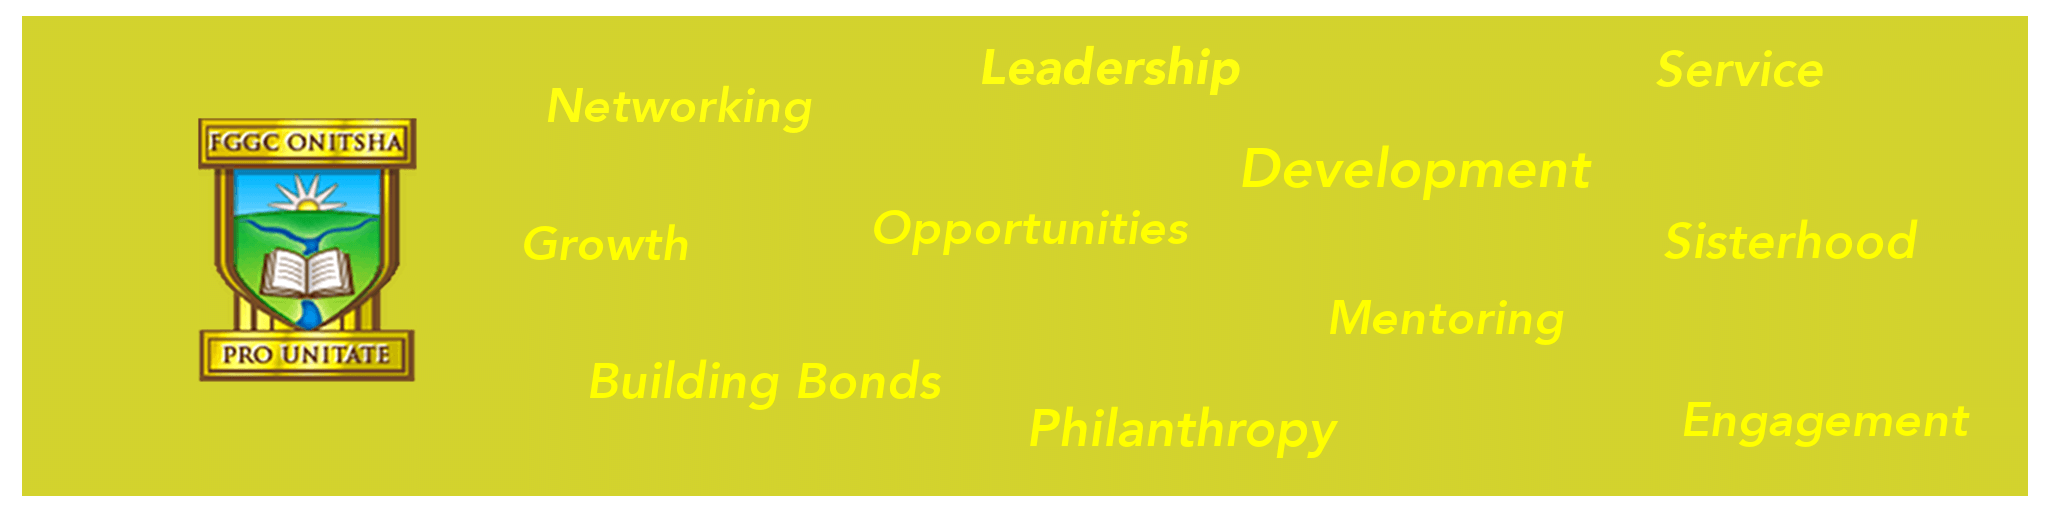 FGGC ONITSHA
PRO UNITATE
Networking
Leadership
Service
Development
Growth
Opportunities
Sisterhood
Mentoring
Building Bonds
Philanthropy
Engagement